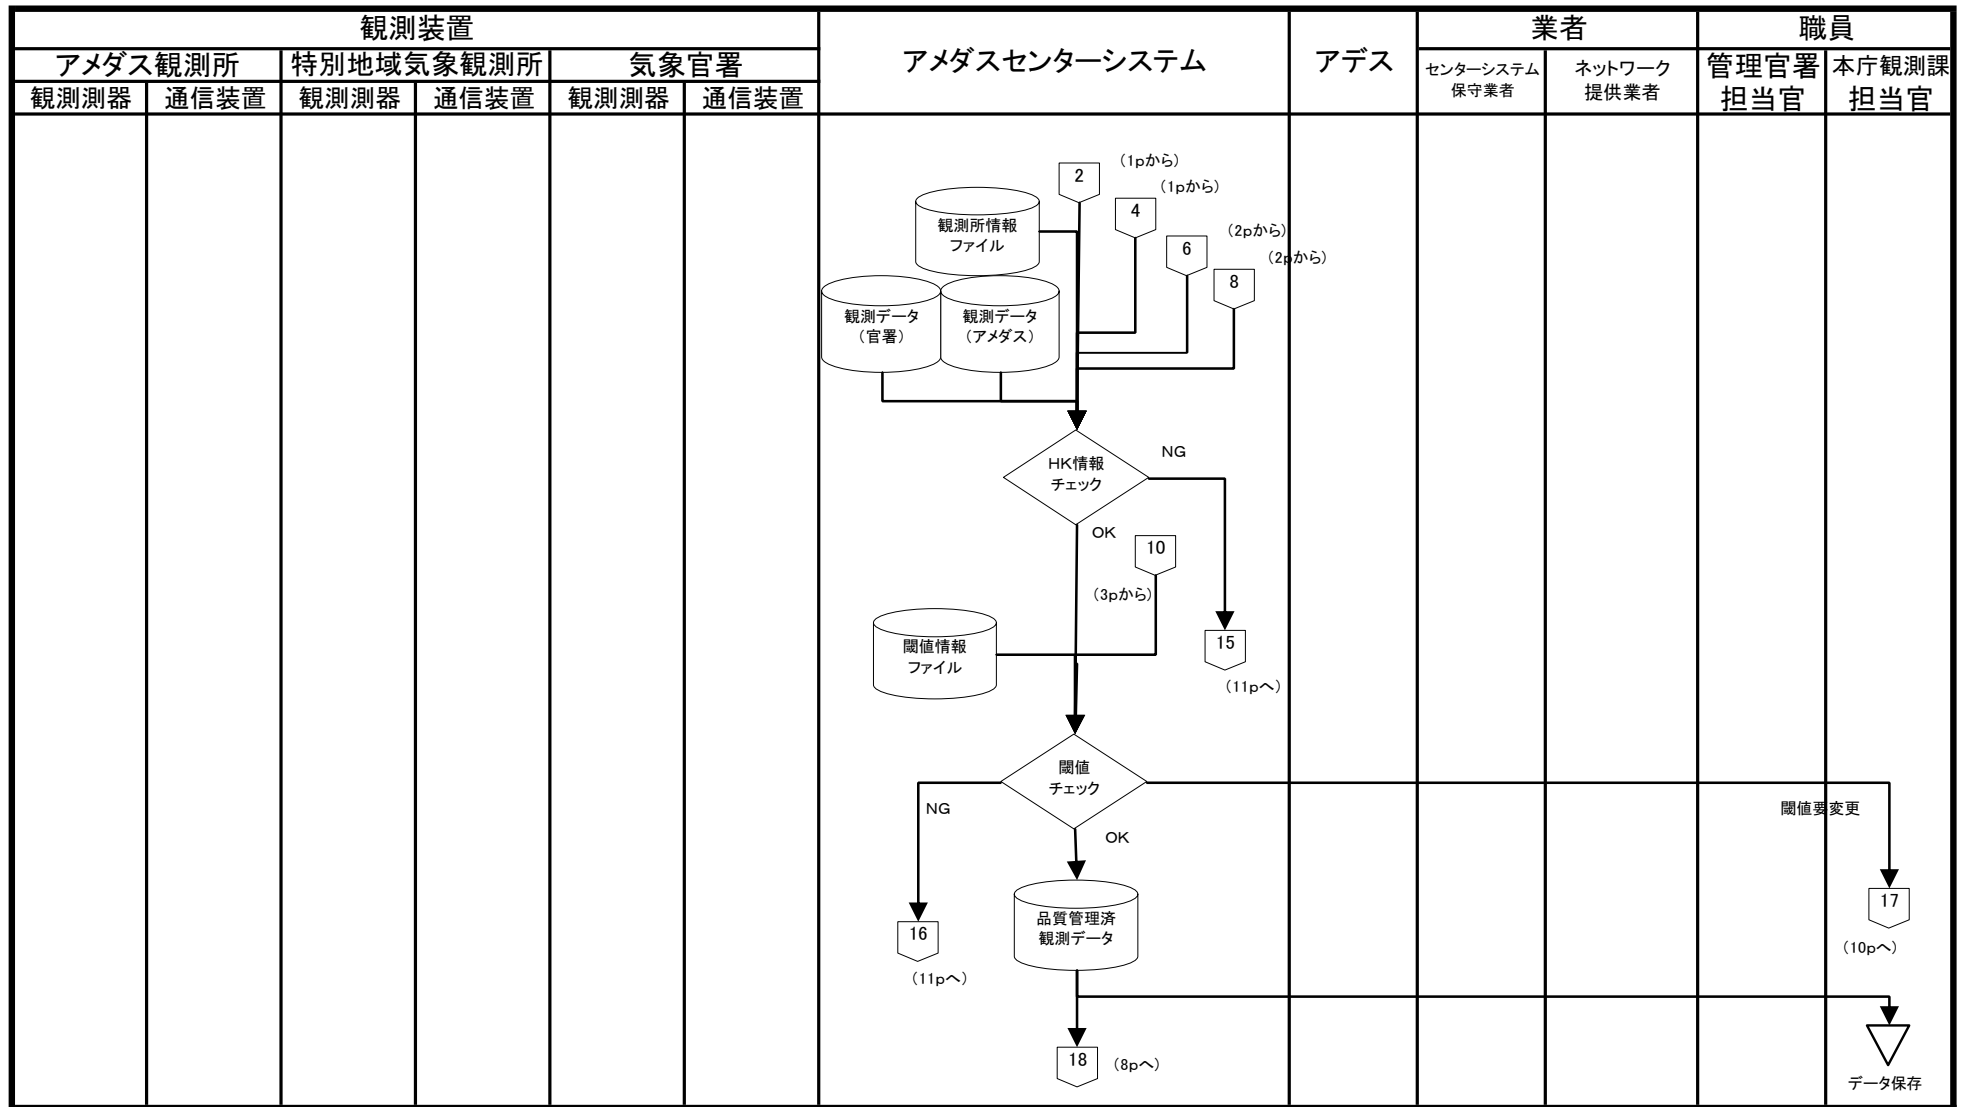 観測装置
アメダスセンターシステム
アデス
業者
職員
アメダス観測所
特別地域気象観測所
気象官署
センターシステム
保守業者
ネットワーク
提供業者
管理官署
担当官
本庁観測課
担当官
観測測器
通信装置
観測測器
通信装置
観測測器
通信装置
2
(1pから)
4
(1pから)
6
(2pから)
8
(2pから)
観測所情報
ファイル
観測データ
(官署)
観測データ
(アメダス)
HK情報
チェック
NG
OK
10
(3pから)
15
(11pへ)
閾値情報
ファイル
閾値
チェック
NG
OK
閾値要変更
16
(11pへ)
品質管理済
観測データ
17
(10pへ)
18
(8pへ)
データ保存